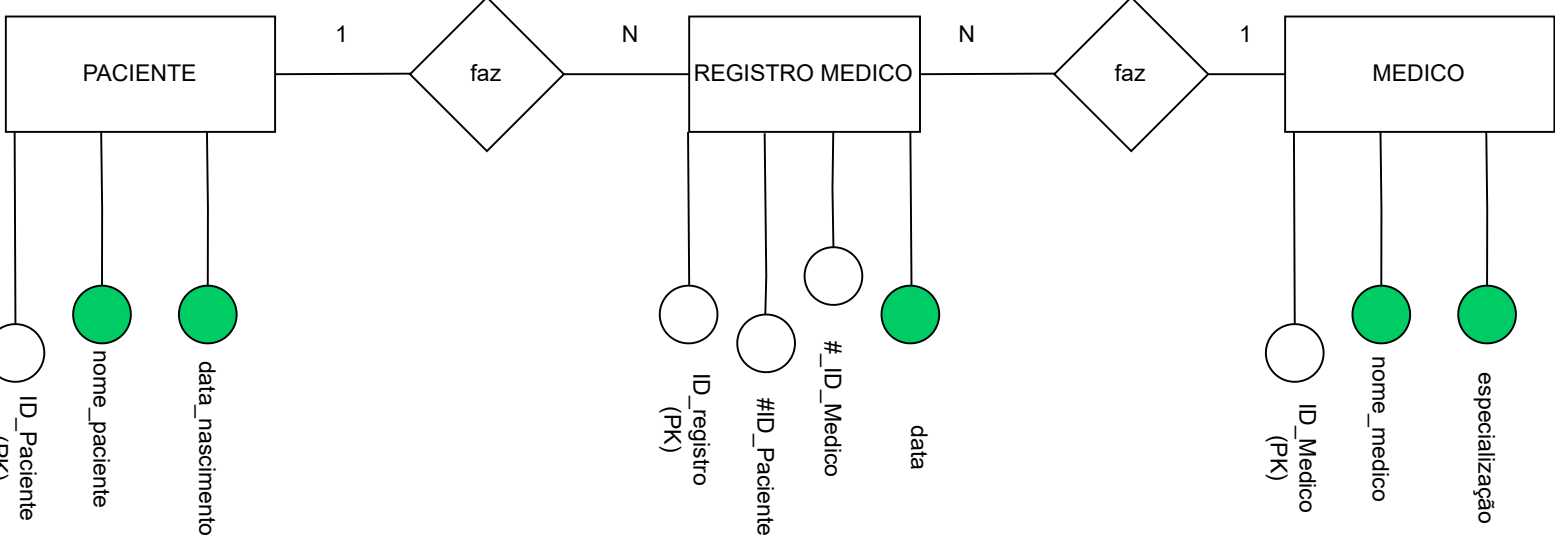 1
N
N
1
PACIENTE
faz
REGISTRO MEDICO
faz
MEDICO
ID_Paciente
(PK)
nome_paciente
data_nascimento
ID_registro
(PK)
#ID_Paciente
#_ID_Medico
data
ID_Medico
(PK)
nome_medico
especialização